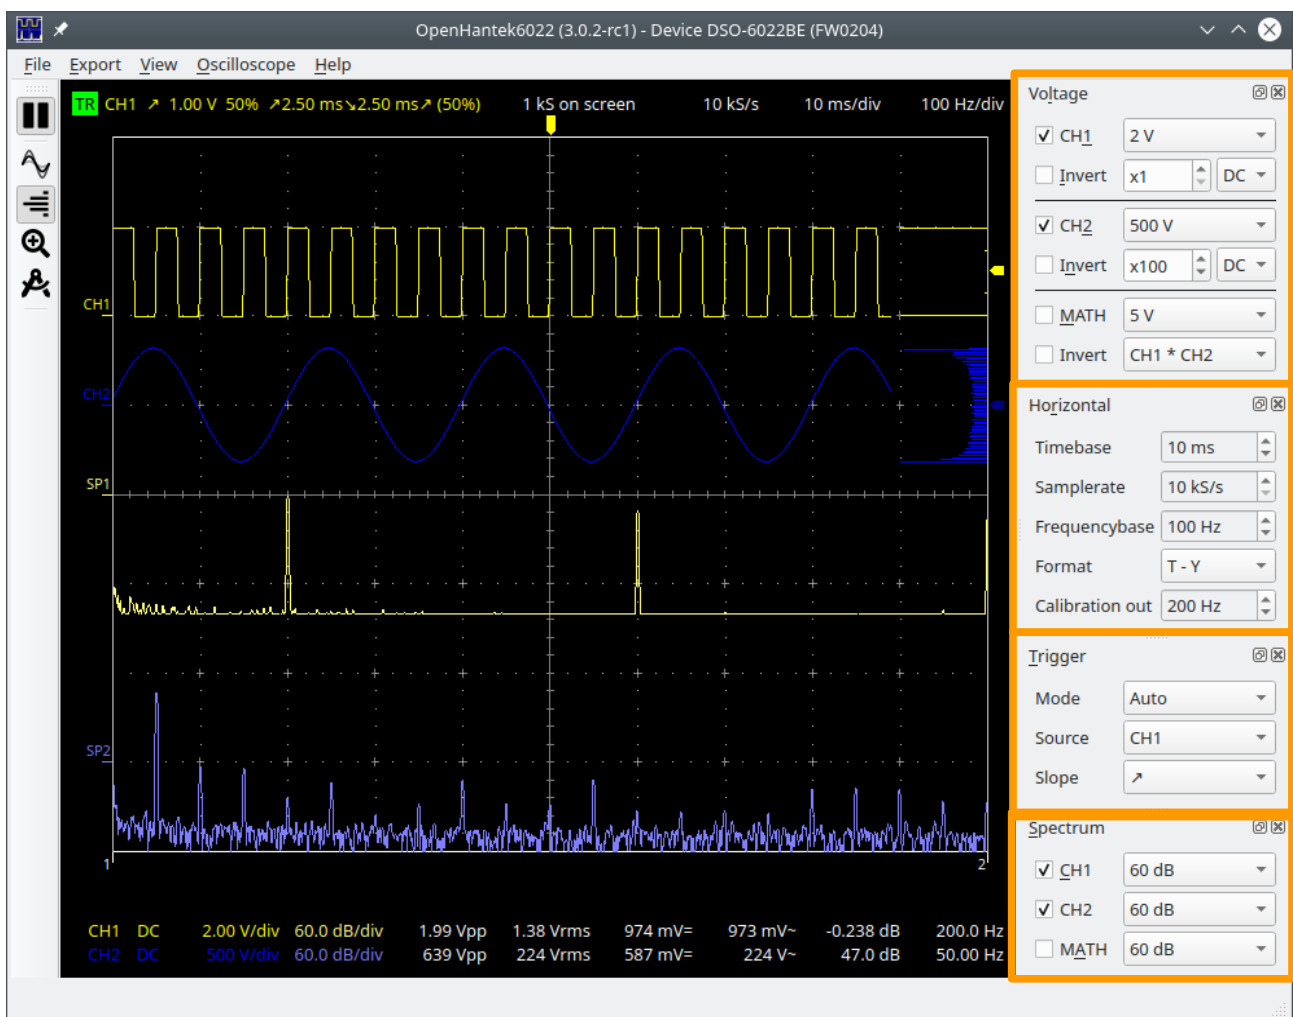 OpenHantek6022 (3.0.2-rc1) - Device DSO-6022BE (FW0204)
File Export View Oscilloscope Help
TR CH1 ↗ 1.00 V 50% ↗2.50 ms↘2.50 ms↗ (50%) 1 kS on screen 10 kS/s 10 ms/div 100 Hz/div
CH1
CH2
SP1
SP2
1 2
CH1 DC 2.00 V/div 60.0 dB/div 1.99 Vpp 1.38 Vrms 974 mV= 973 mV~ -0.238 dB 200.0 Hz
CH2 DC 500 V/div 60.0 dB/div 639 Vpp 224 Vrms 587 mV= 224 V~ 47.0 dB 50.00 Hz
Voltage
CH1 2 V
Invert x1 DC
CH2 500 V
Invert x100 DC
MATH 5 V
Invert CH1 * CH2
Horizontal
Timebase 10 ms
Samplerate 10 kS/s
Frequencybase 100 Hz
Format T - Y
Calibration out 200 Hz
Trigger
Mode Auto
Source CH1
Slope ↗
Spectrum
CH1 60 dB
CH2 60 dB
MATH 60 dB